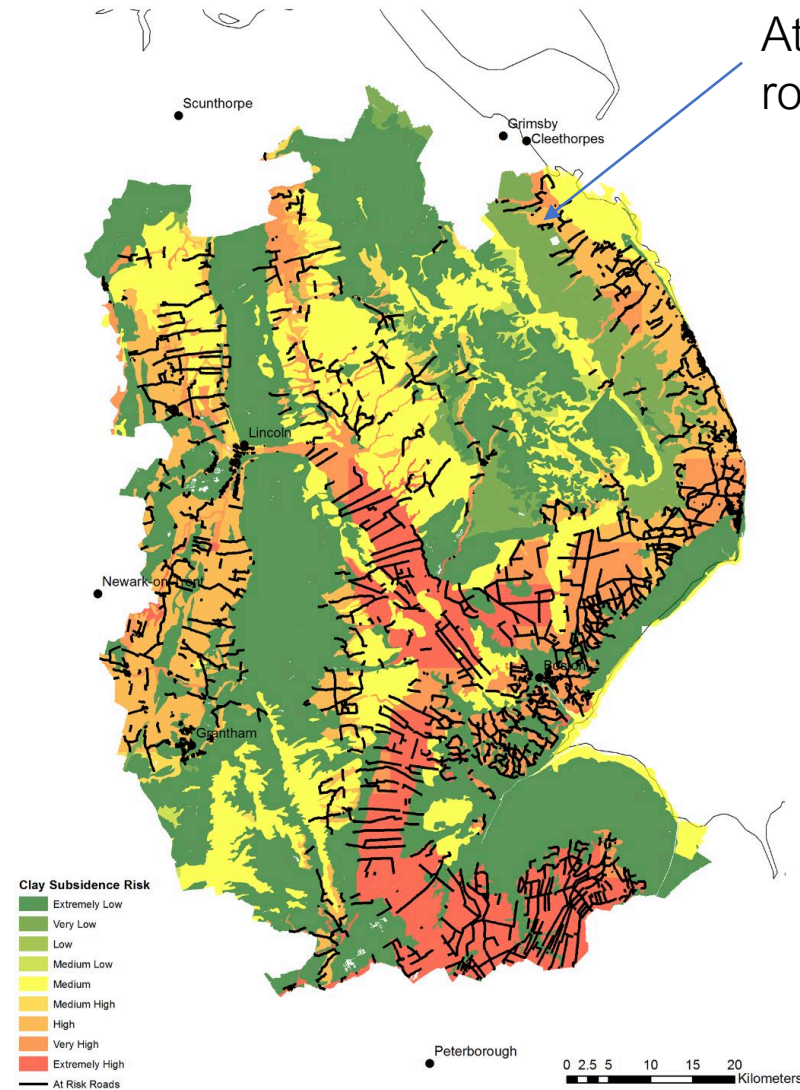 At
ro
Scunthorpe
Grimsby
Cleethorpes
Lincoln
Newark-on-Trent
Boston
Grantham
Clay Subsidence Risk
Extremely Low
Very Low
Low
Medium Low
Medium
Medium High
High
Very High
Extremely High
At Risk Roads
Peterborough
0 2.5 5 10 15 20
Kilometers